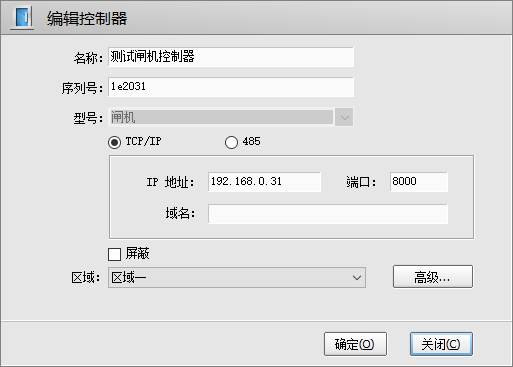 编辑控制器
名称: 测试闸机控制器
序列号: 1e2031
型号: 闸机
TCP/IP 485
IP 地址: 192.168.0.31 端口: 8000
域名:
屏蔽
区域: 区域一 高级...
确定(O) 关闭(C)